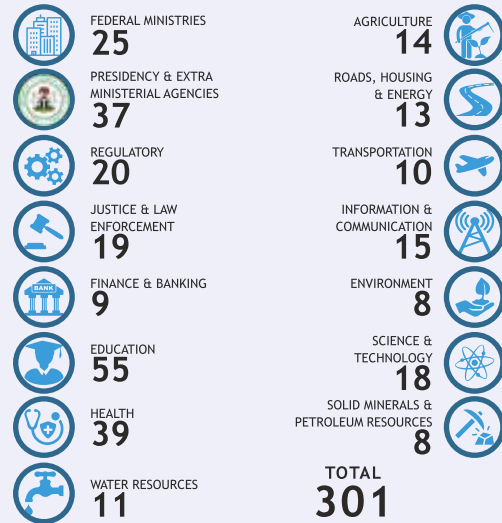 FEDERAL MINISTRIES
25
PRESIDENCY & EXTRA
MINISTERIAL AGENCIES
37
REGULATORY
20
JUSTICE & LAW
ENFORCEMENT
19
BANK
FINANCE & BANKING
9
EDUCATION
55
HEALTH
39
WATER RESOURCES
11
AGRICULTURE
14
ROADS, HOUSING
& ENERGY
13
TRANSPORTATION
10
INFORMATION &
COMMUNICATION
15
ENVIRONMENT
8
SCIENCE &
TECHNOLOGY
18
SOLID MINERALS &
PETROLEUM RESOURCES
8
TOTAL
301